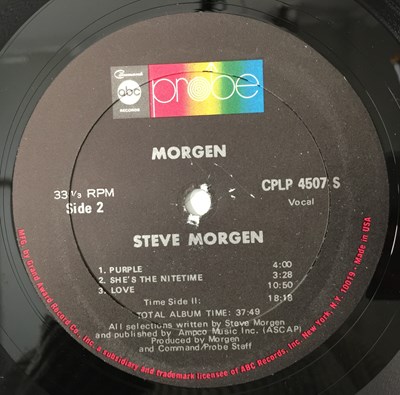 Command
abc
RECORDS
probe
MORGEN
33 1/3 RPM
Side 2
CPLP 4507 S
Vocal
STEVE MORGEN
1. PURPLE 4:00
2. SHE'S THE NITETIME 3:28
3. LOVE 10:50
Time Side II: 18:18
TOTAL ALBUM TIME: 37:49
All selections written by Steve Morgen
and published by Ampco Music Inc. (ASCAP)
Produced by Morgen
and Command/Probe Staff
Mfg. by Grand Award Record Co., Inc. a subsidiary and trademark licensee of ABC Records, Inc. New York, N.Y. 10019 - Made in USA